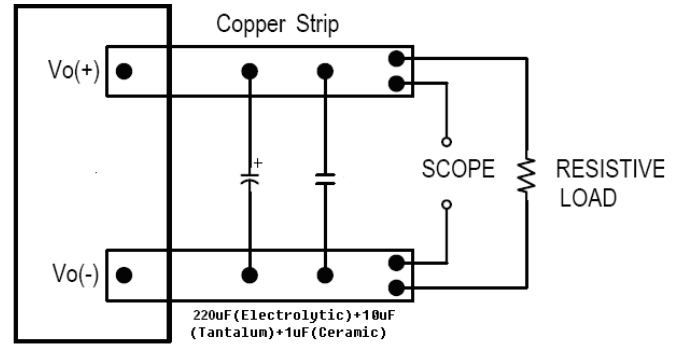 Copper Strip
Vo(+)
+
SCOPE
RESISTIVE
LOAD
Vo(-)
220uF(Electrolytic)+10uF
(Tantalum)+1uF(Ceramic)